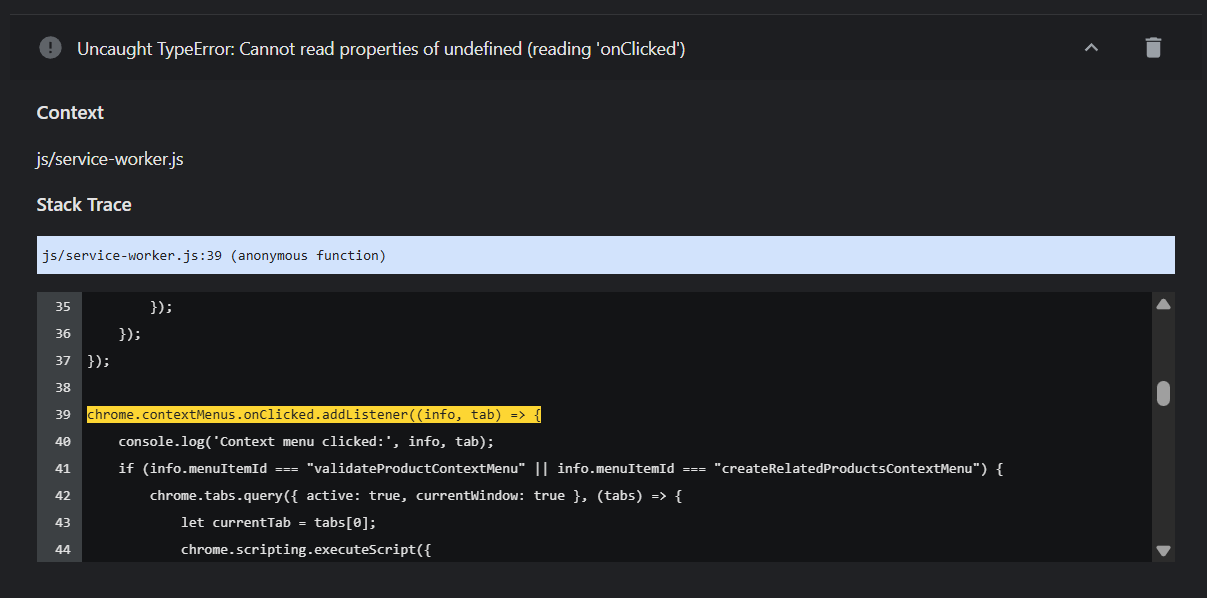 Uncaught TypeError: Cannot read properties of undefined (reading 'onClicked')
Context
js/service-worker.js
Stack Trace
js/service-worker.js:39 (anonymous function)
35         });
36     });
37 });
38
39 chrome.contextMenus.onClicked.addListener((info, tab) => {
40     console.log('Context menu clicked:', info, tab);
41     if (info.menuItemId === "validateProductContextMenu" || info.menuItemId === "createRelatedProductsContextMenu") {
42         chrome.tabs.query({ active: true, currentWindow: true }, (tabs) => {
43             let currentTab = tabs[0];
44             chrome.scripting.executeScript({